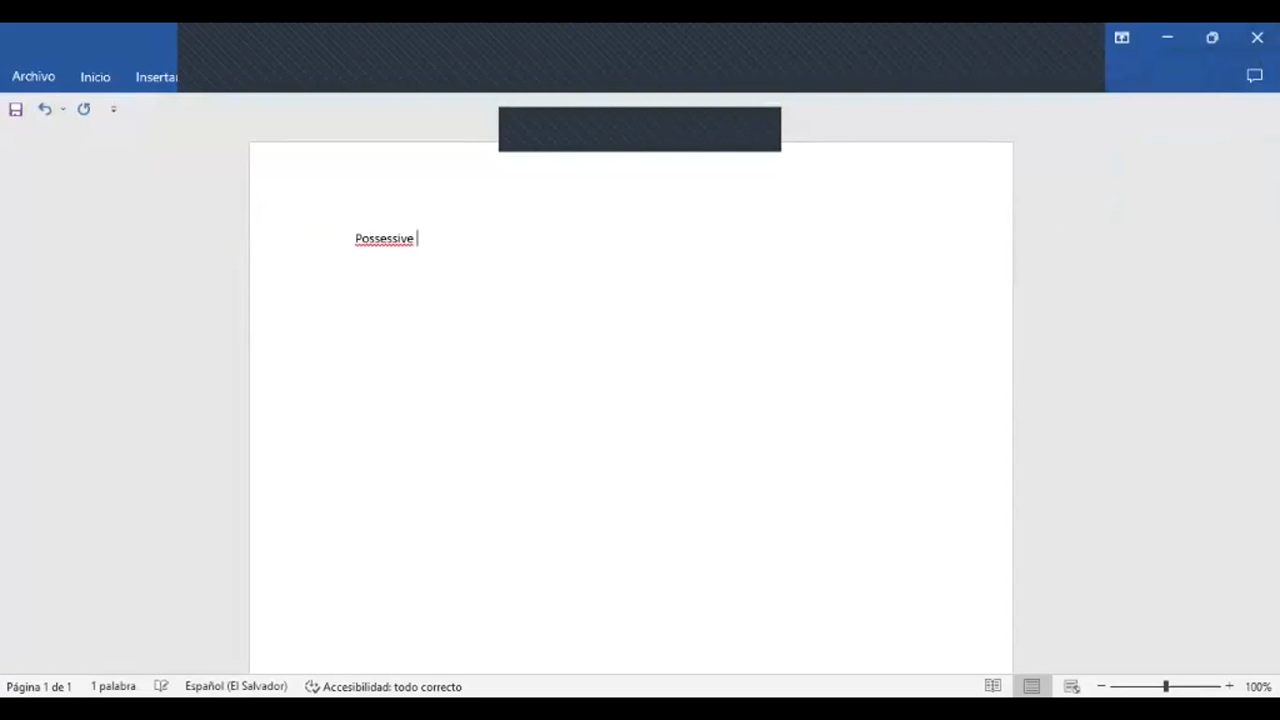 Archivo Inicio Insertar
Possessive
Página 1 de 1 1 palabra Español (El Salvador) Accesibilidad: todo correcto 100%